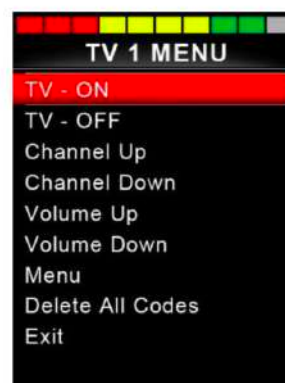 TV 1 MENU
TV - ON
TV - OFF
Channel Up
Channel Down
Volume Up
Volume Down
Menu
Delete All Codes
Exit